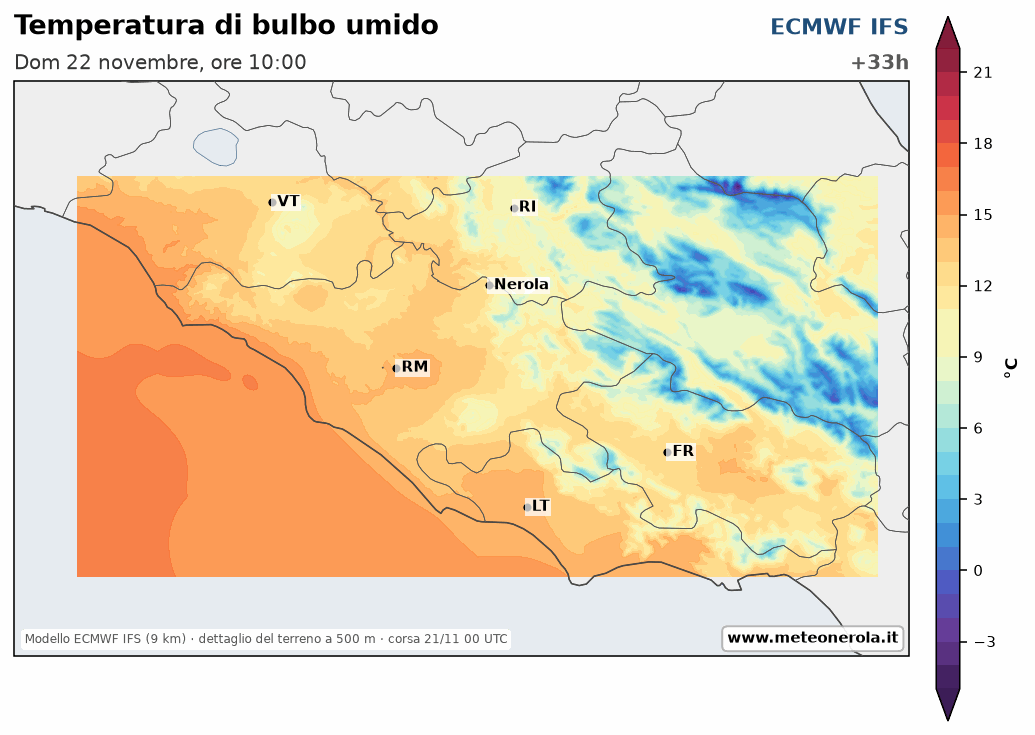 Temperatura di bulbo umido
ECMWF IFS
Dom 22 novembre, ore 10:00
+33h
VT
RI
Nerola
RM
FR
LT
21
18
15
12
9
6
3
0
−3
°C
Modello ECMWF IFS (9 km) · dettaglio del terreno a 500 m · corsa 21/11 00 UTC
www.meteonerola.it